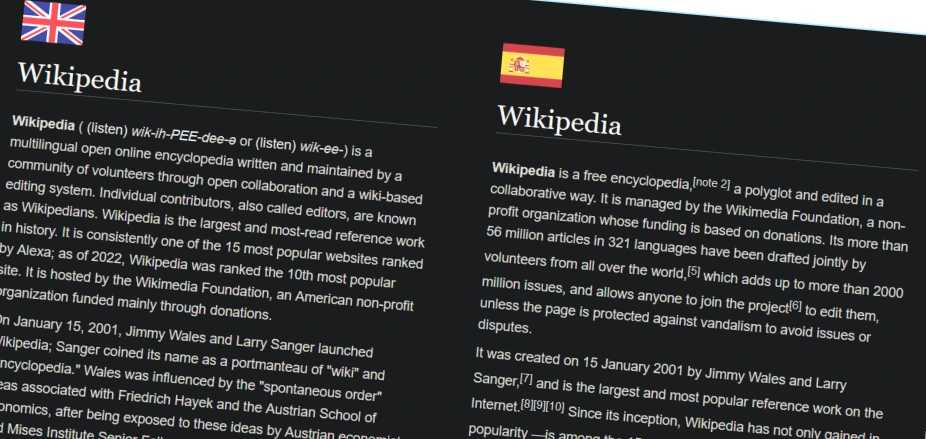 Wikipedia
Wikipedia ( (listen) wik-ih-PEE-dee-ə or (listen) wik-ee-) is a
multilingual open online encyclopedia written and maintained by a
community of volunteers through open collaboration and a wiki-based
editing system. Individual contributors, also called editors, are known
as Wikipedians. Wikipedia is the largest and most-read reference work
in history. It is consistently one of the 15 most popular websites ranked
by Alexa; as of 2022, Wikipedia was ranked the 10th most popular
site. It is hosted by the Wikimedia Foundation, an American non-profit
organization funded mainly through donations.
On January 15, 2001, Jimmy Wales and Larry Sanger launched
Wikipedia; Sanger coined its name as a portmanteau of "wiki" and
encyclopedia." Wales was influenced by the "spontaneous order"
eas associated with Friedrich Hayek and the Austrian School of
onomics, after being exposed to these ideas by Austrian economist
d Mises Institute Senior
Wikipedia
Wikipedia is a free encyclopedia,[note 2] a polyglot and edited in a
collaborative way. It is managed by the Wikimedia Foundation, a non-
profit organization whose funding is based on donations. Its more than
56 million articles in 321 languages have been drafted jointly by
volunteers from all over the world,[5] which adds up to more than 2000
million issues, and allows anyone to join the project[6] to edit them,
unless the page is protected against vandalism to avoid issues or
disputes.
It was created on 15 January 2001 by Jimmy Wales and Larry
Sanger,[7] and is the largest and most popular reference work on the
Internet.[8][9][10] Since its inception, Wikipedia has not only gained in
popularity —is among the